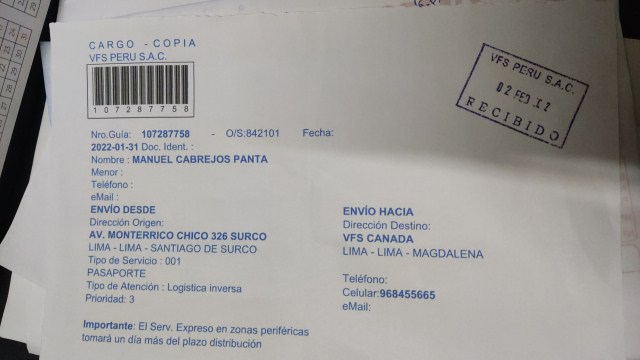 CARGO - COPIA
VFS PERU S.A.C.
107287758
VFS PERU S.A.C.
02 FEB
RECIBIDO
Nro.Guía: 107287758 - O/S:842101 Fecha:
2022-01-31 Doc. Ident. :
Nombre : MANUEL CABREJOS PANTA
Menor :
Teléfono :
eMail :
ENVÍO DESDE
Dirección Origen:
AV. MONTERRICO CHICO 326 SURCO
LIMA - LIMA - SANTIAGO DE SURCO
Tipo de Servicio : 001
PASAPORTE
Tipo de Atención : Logistica inversa
Prioridad: 3
ENVÍO HACIA
Dirección Destino:
VFS CANADA
LIMA - LIMA - MAGDALENA
Teléfono:
Celular:968455665
eMail:
Importante: El Serv. Expreso en zonas periféricas
tomará un día más del plazo distribución